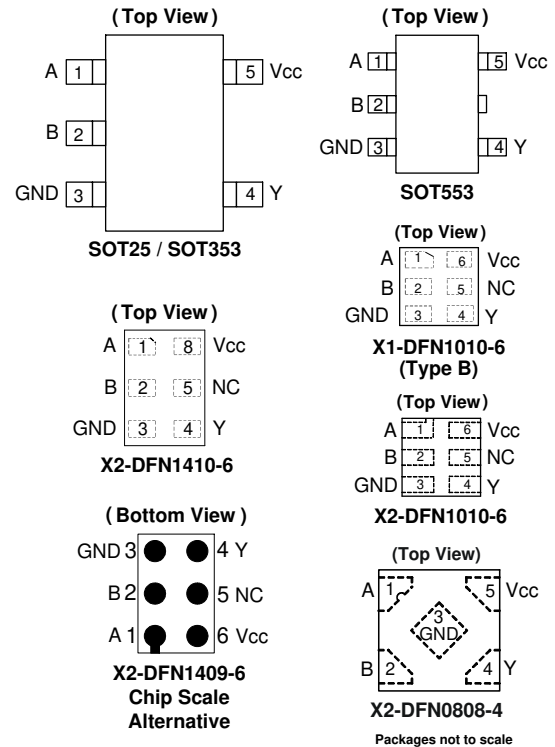 (Top View)
A 1 5 Vcc
B 2
GND 3 4 Y
SOT25 / SOT353
(Top View)
A 1 5 Vcc
B 2
GND 3 4 Y
SOT553
(Top View)
A 1 6 Vcc
B 2 5 NC
GND 3 4 Y
X1-DFN1010-6
(Type B)
(Top View)
A 1 8 Vcc
B 2 5 NC
GND 3 4 Y
X2-DFN1410-6
(Top View)
A 1 6 Vcc
B 2 5 NC
GND 3 4 Y
X2-DFN1010-6
(Bottom View)
GND 3 4 Y
B 2 5 NC
A 1 6 Vcc
X2-DFN1409-6
Chip Scale
Alternative
(Top View)
A 1 5 Vcc
3
GND
B 2 4 Y
X2-DFN0808-4
Packages not to scale